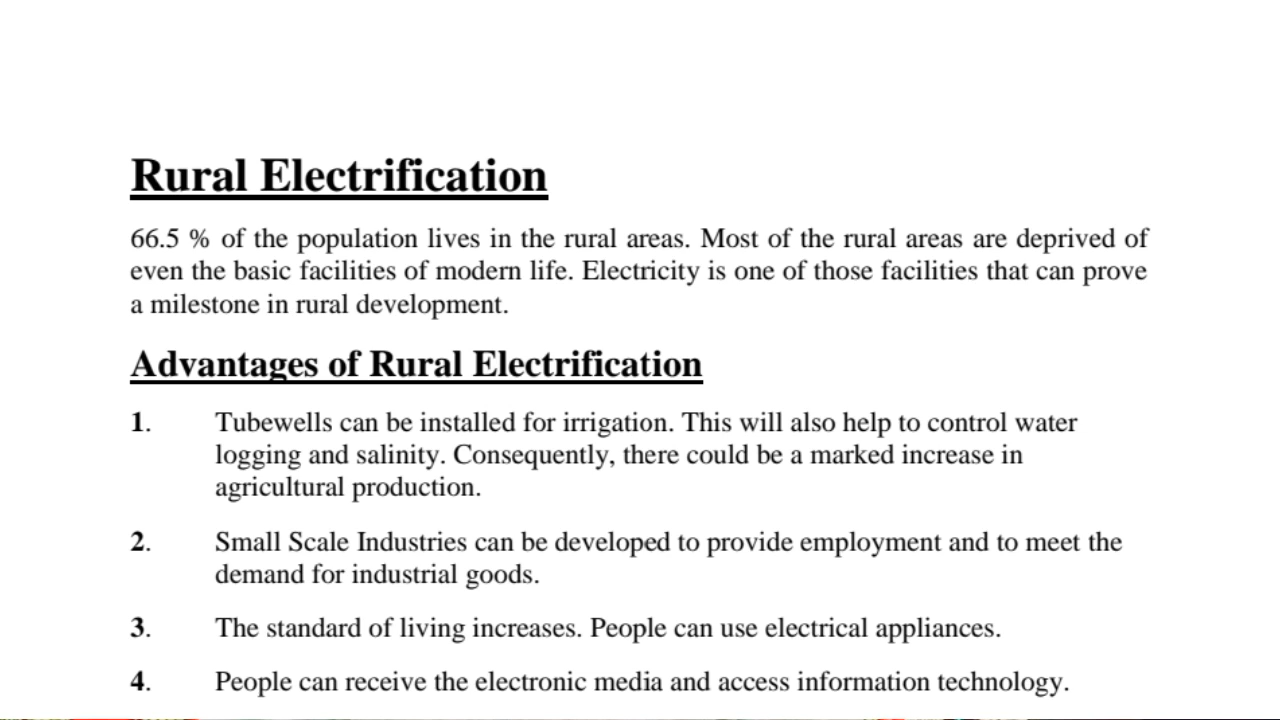 Rural Electrification
66.5 % of the population lives in the rural areas. Most of the rural areas are deprived of
even the basic facilities of modern life. Electricity is one of those facilities that can prove
a milestone in rural development.
Advantages of Rural Electrification
1. Tubewells can be installed for irrigation. This will also help to control water
logging and salinity. Consequently, there could be a marked increase in
agricultural production.
2. Small Scale Industries can be developed to provide employment and to meet the
demand for industrial goods.
3. The standard of living increases. People can use electrical appliances.
4. People can receive the electronic media and access information technology.